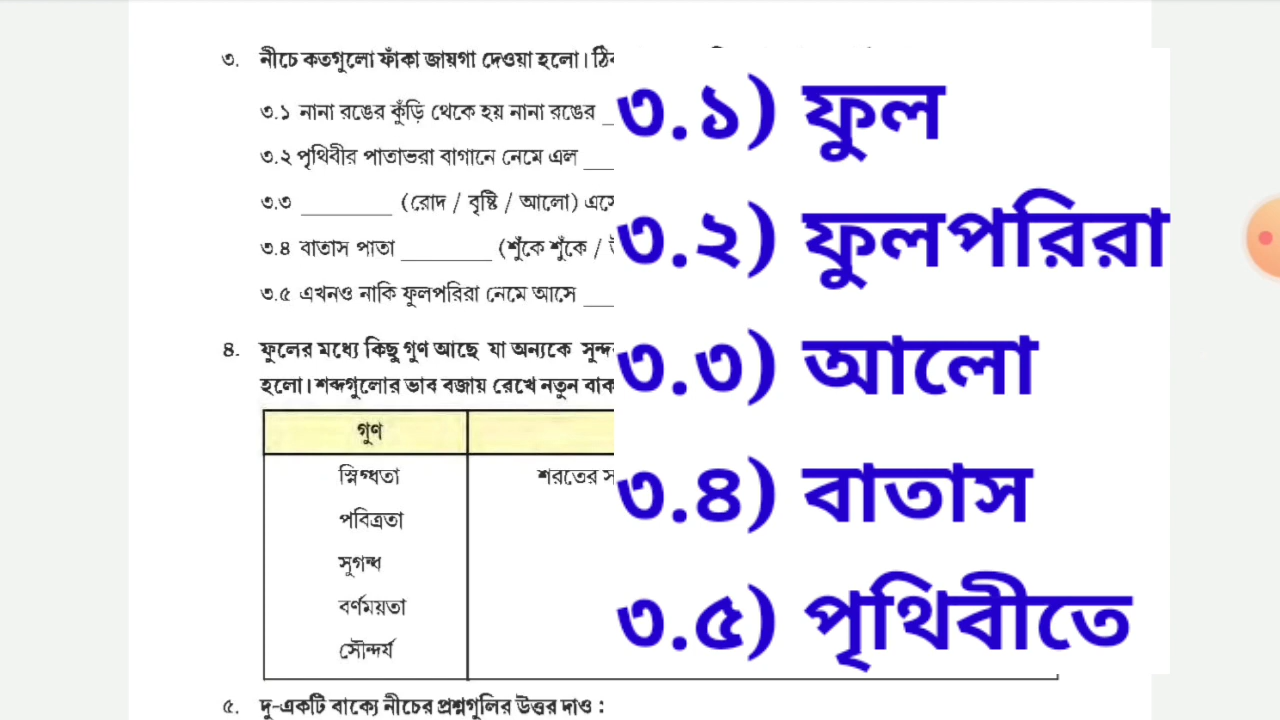 ৩. নীচে কতগুলো ফাঁকা জায়গা দেওয়া হলো।
৩.১ নানা রঙের কুঁড়ি থেকে হয় নানা রঙের
৩.২ পৃথিবীর পাতাভরা বাগানে নেমে এল
৩.৩ ________ (রোদ / বৃষ্টি / আলো)
৩.৪ বাতাস পাতা ________ (শুঁকে শুঁকে /
৩.৫ এখনও নাকি ফুলপরিরা নেমে আসে
৩.১) ফুল
৩.২) ফুলপরিরা
৩.৩) আলো
৩.৪) বাতাস
৩.৫) পৃথিবীতে
৪. ফুলের মধ্যে কিছু গুণ আছে যা অন্যকে
হলো। শব্দগুলোর ভাব বজায় রেখে নতুন
গুণ
স্নিগ্ধতা
শরতের
পবিত্রতা
সুগন্ধ
বর্ণময়তা
সৌন্দর্য
৫. দু-একটি বাক্যে নীচের প্রশ্নগুলির উত্তর দাও :